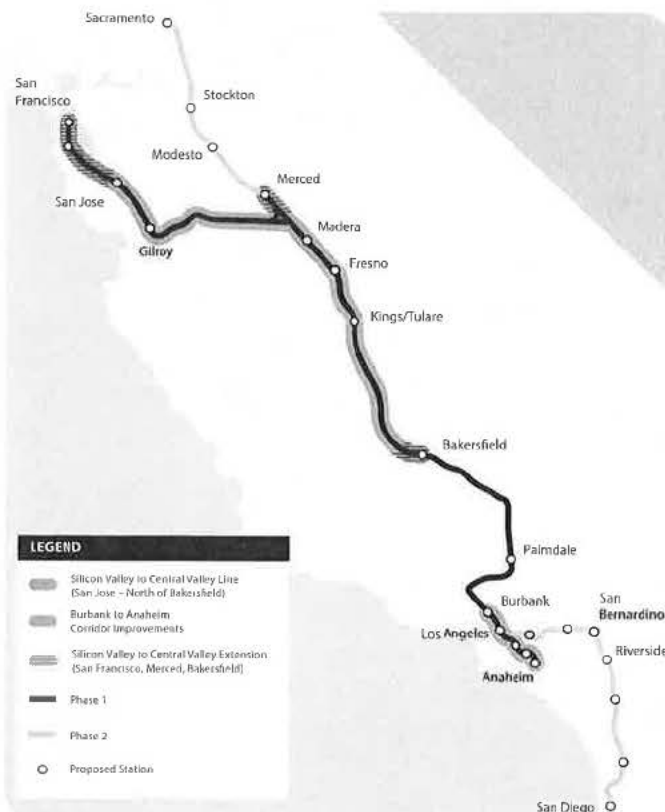 Sacramento
San
Francisco
Stockton
Modesto
Merced
San Jose
Madera
Gilroy
Fresno
Kings/Tulare
Bakersfield
Palmdale
Burbank
San
Bernardino
Los Angeles
Riverside
Anaheim
San Diego
LEGEND
Silicon Valley to Central Valley Line
(San Jose – North of Bakersfield)
Burbank to Anaheim
Corridor Improvements
Silicon Valley to Central Valley Extension
(San Francisco, Merced, Bakersfield)
Phase 1
Phase 2
Proposed Station